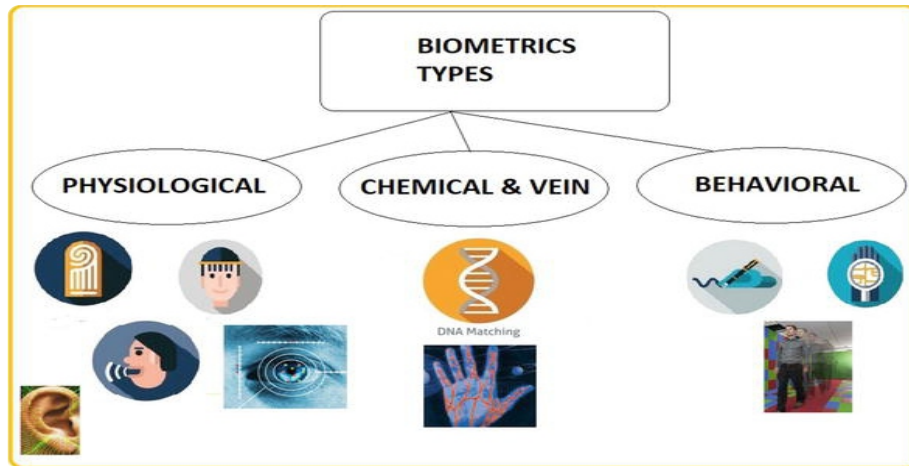 BIOMETRICS
TYPES
PHYSIOLOGICAL
CHEMICAL & VEIN
BEHAVIORAL
DNA Matching